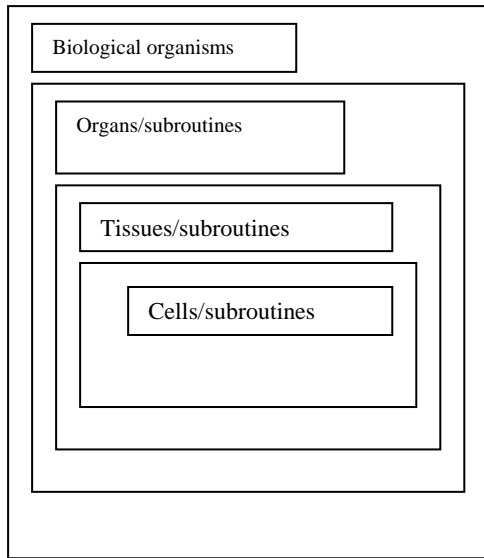 Biological organisms
Organs/subroutines
Tissues/subroutines
Cells/subroutines